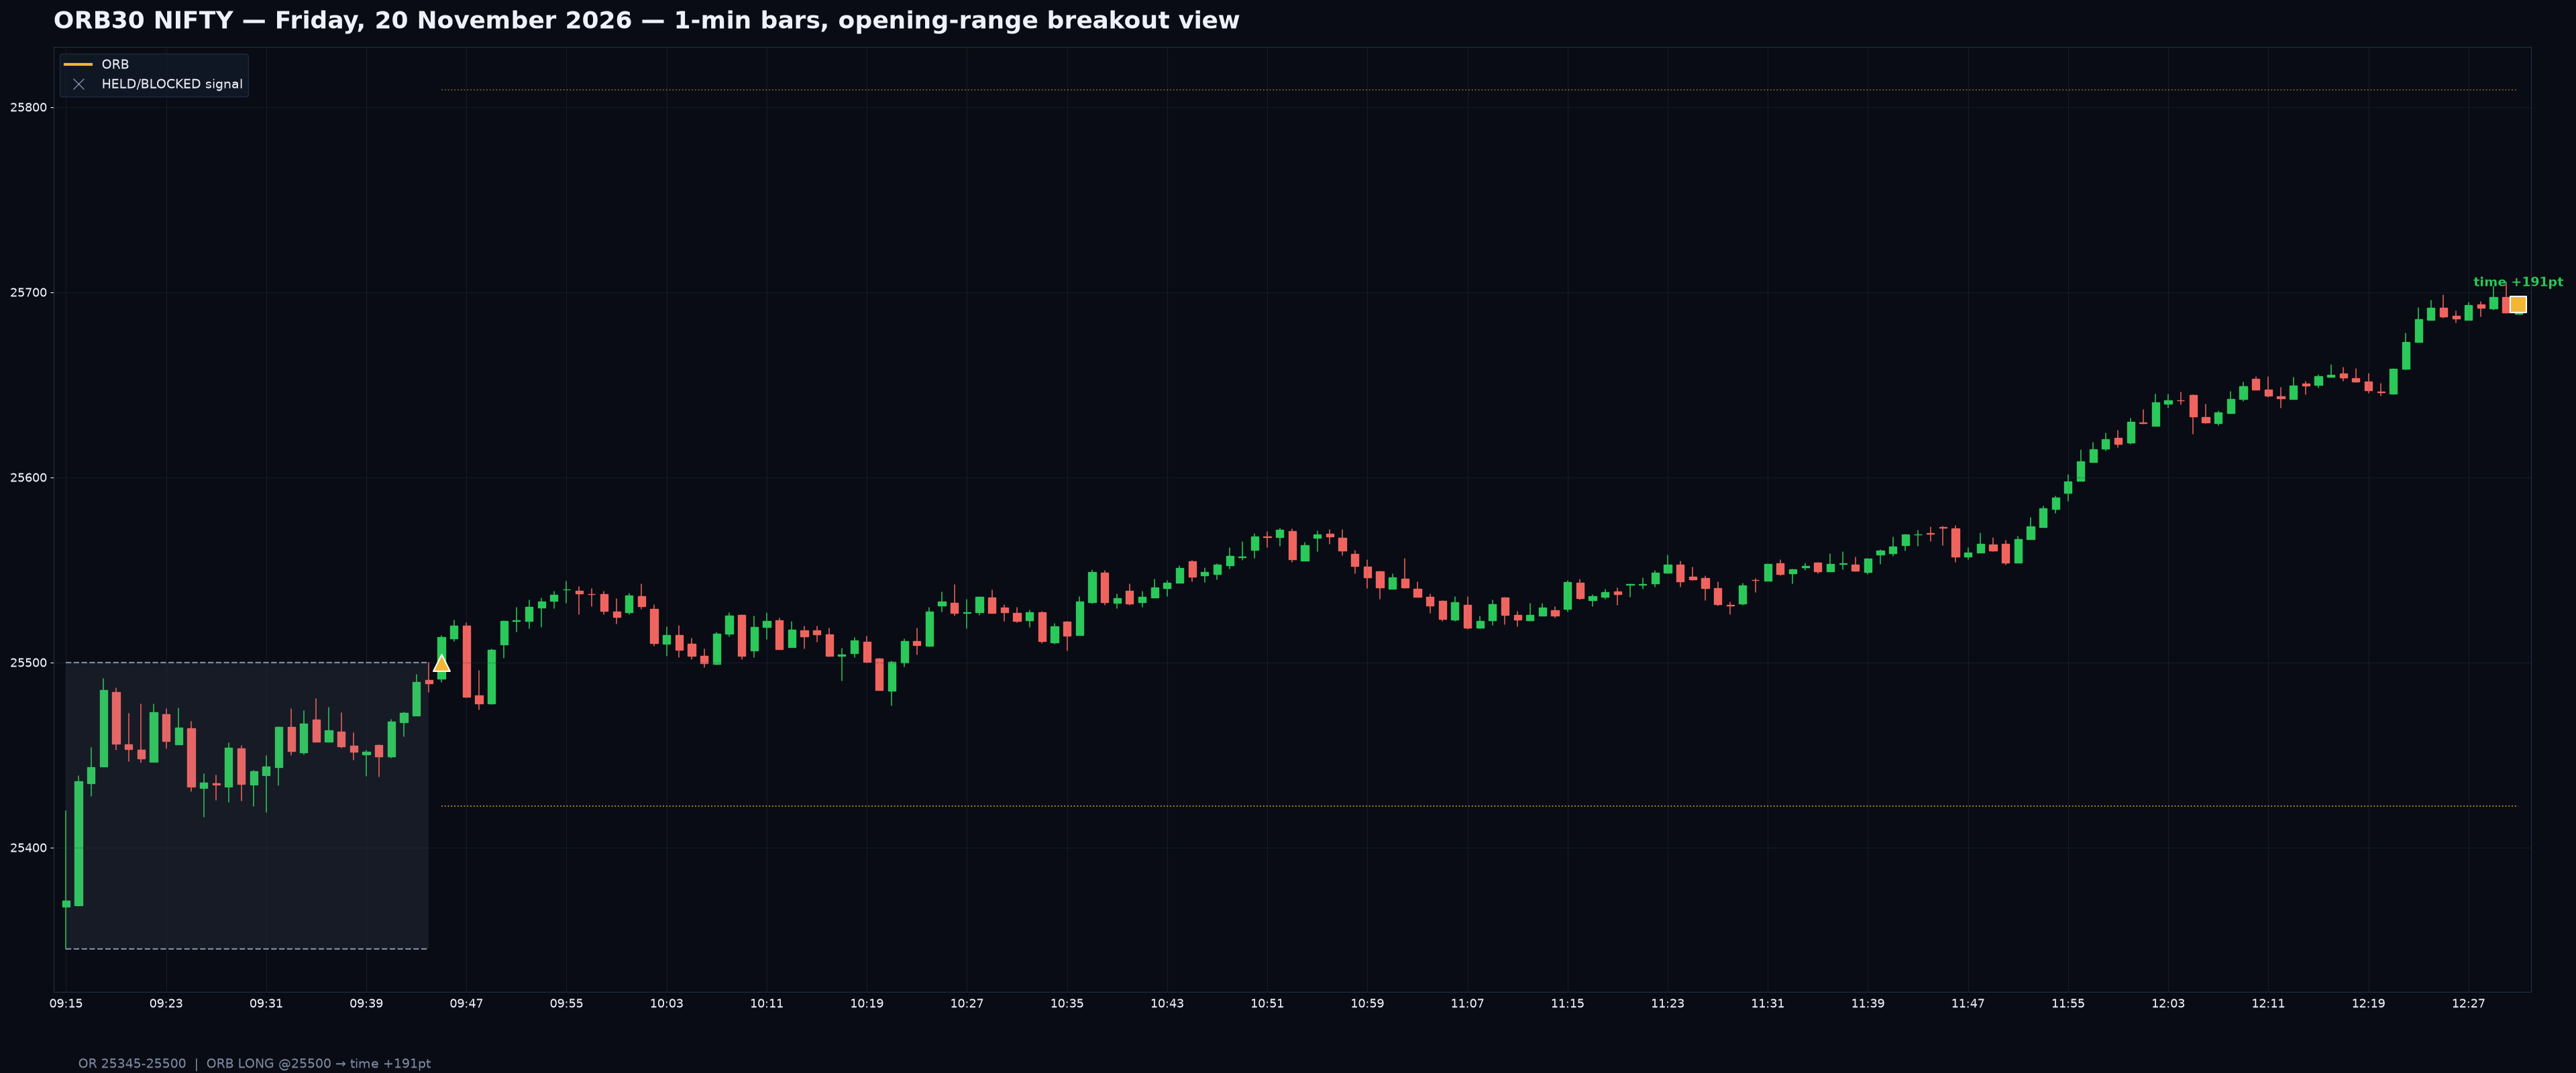 ORB30 NIFTY — Friday, 20 November 2026 — 1-min bars, opening-range breakout view
ORB
HELD/BLOCKED signal
25800
25700
25600
25500
25400
time +191pt
09:15 09:23 09:31 09:39 09:47 09:55 10:03 10:11 10:19 10:27 10:35 10:43 10:51 10:59 11:07 11:15 11:23 11:31 11:39 11:47 11:55 12:03 12:11 12:19 12:27
OR 25345-25500 | ORB LONG @25500 → time +191pt